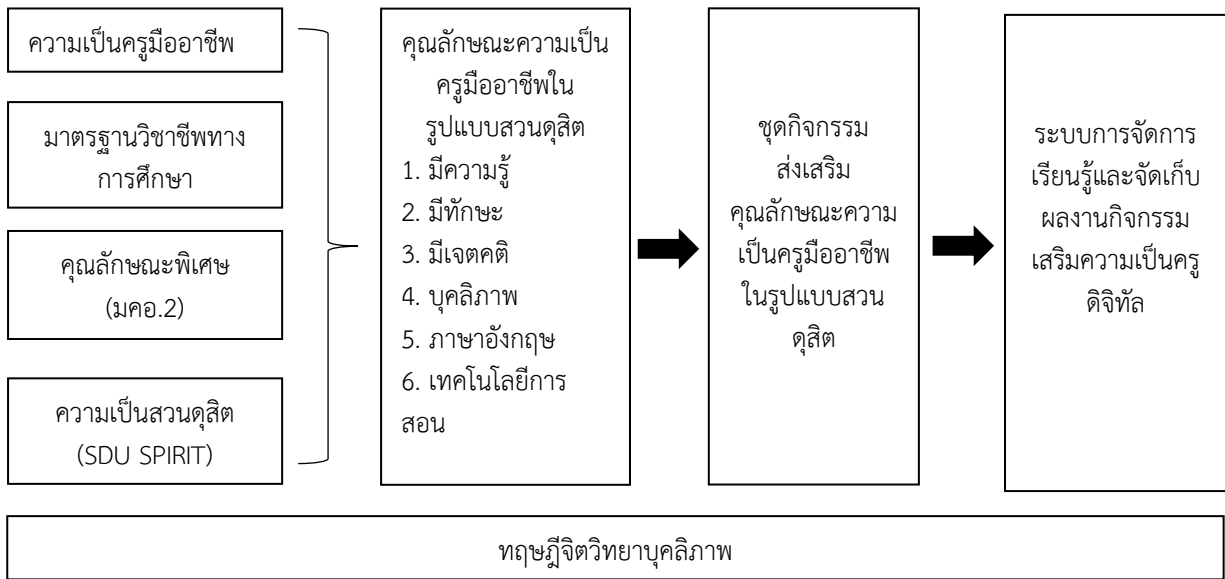 ความเป็นครูมืออาชีพ
มาตรฐานวิชาชีพทาง
การศึกษา
คุณลักษณะพิเศษ
(มคอ.2)
ความเป็นสวนดุสิต
(SDU SPIRIT)
คุณลักษณะความเป็น
ครูมืออาชีพใน
รูปแบบสวนดุสิต
1. มีความรู้
2. มีทักษะ
3. มีเจตคติ
4. บุคลิภาพ
5. ภาษาอังกฤษ
6. เทคโนโลยีการ
สอน
ชุดกิจกรรม
ส่งเสริม
คุณลักษณะความ
เป็นครูมืออาชีพ
ในรูปแบบสวน
ดุสิต
ระบบการจัดการ
เรียนรู้และจัดเก็บ
ผลงานกิจกรรม
เสริมความเป็นครู
ดิจิทัล
ทฤษฎีจิตวิทยาบุคลิภาพ